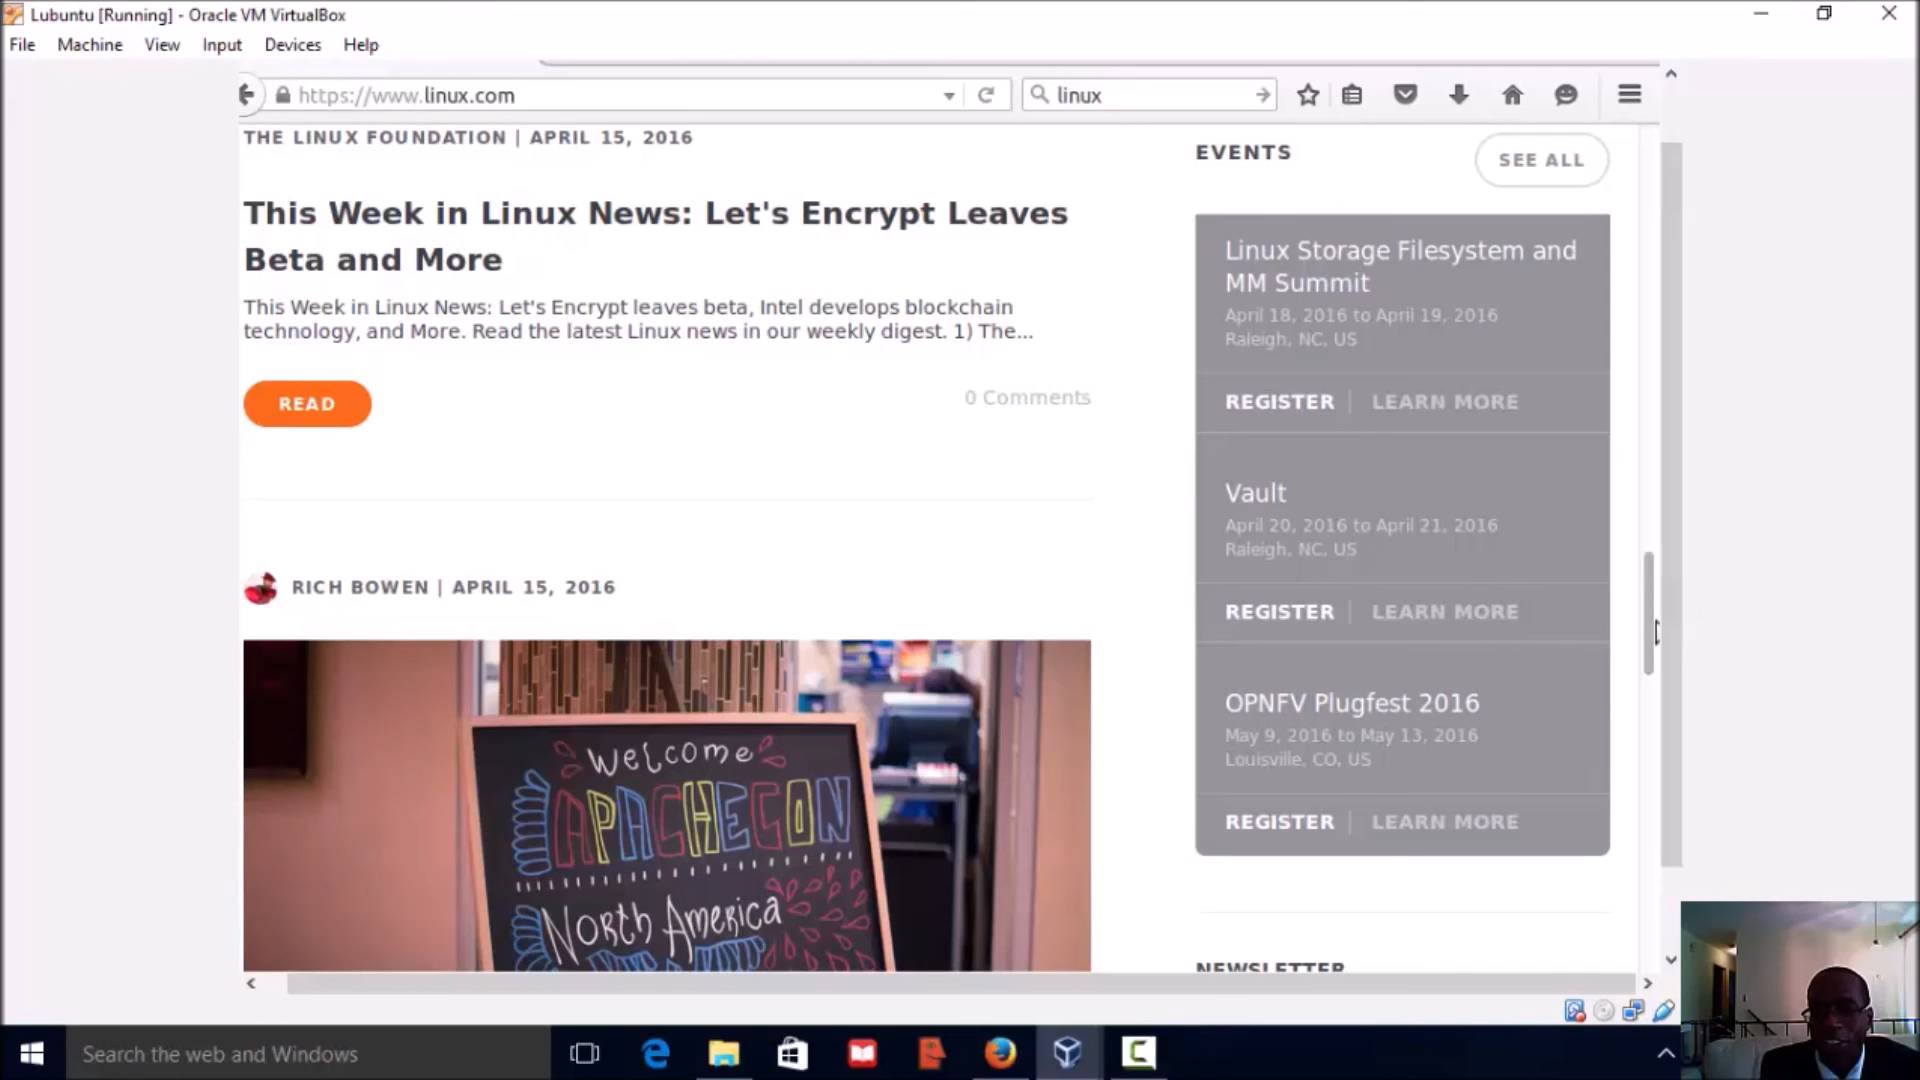 Lubuntu [Running] - Oracle VM VirtualBox
File Machine View Input Devices Help
https://www.linux.com
linux
THE LINUX FOUNDATION | APRIL 15, 2016
This Week in Linux News: Let's Encrypt Leaves
Beta and More
This Week in Linux News: Let's Encrypt leaves beta, Intel develops blockchain
technology, and More. Read the latest Linux news in our weekly digest. 1) The...
READ
0 Comments
RICH BOWEN | APRIL 15, 2016
Welcome
APACHECON
North America
EVENTS
SEE ALL
Linux Storage Filesystem and
MM Summit
April 18, 2016 to April 19, 2016
Raleigh, NC, US
REGISTER | LEARN MORE
Vault
April 20, 2016 to April 21, 2016
Raleigh, NC, US
REGISTER | LEARN MORE
OPNFV Plugfest 2016
May 9, 2016 to May 13, 2016
Louisville, CO, US
REGISTER | LEARN MORE
NEWSLETTER
Search the web and Windows